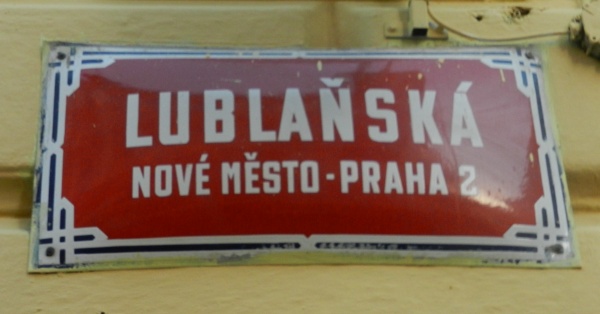 LUBLAŇSKÁ
NOVÉ MĚSTO - PRAHA 2